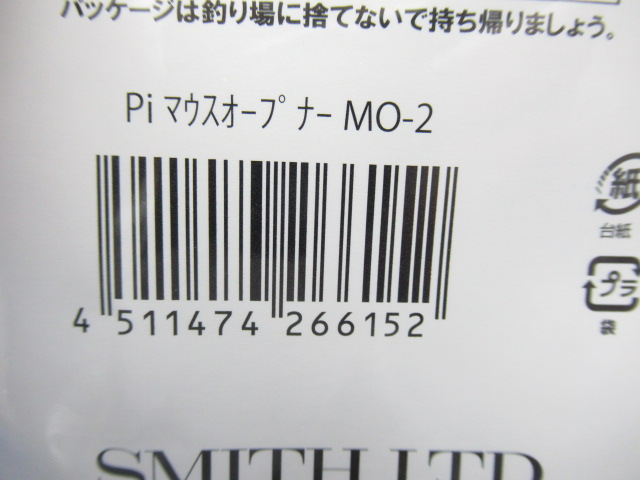 パッケージは釣り場に捨てないで持ち帰りましょう。
Pi ﾏｳｽｵｰﾌﾟﾅｰ MO-2
4 511474 266152
紙
台紙
プラ
袋
SMITH LTD